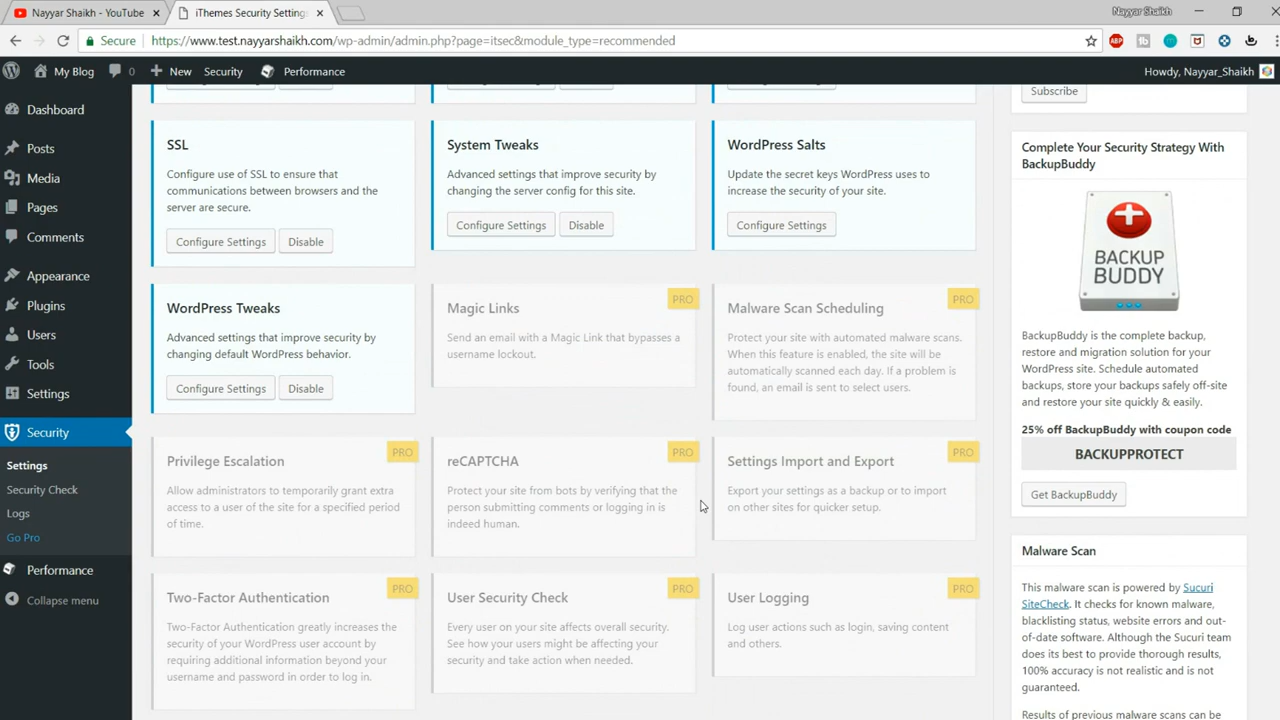 Nayyar Shaikh - YouTube
iThemes Security Settings
Nayyar Shaikh
Secure
https://www.test.nayyarshaikh.com/wp-admin/admin.php?page=itsec&module_type=recommended
ABP
My Blog
0
New
Security
Performance
Howdy, Nayyar_Shaikh
Dashboard
Posts
Media
Pages
Comments
Appearance
Plugins
Users
Tools
Settings
Security
Settings
Security Check
Logs
Go Pro
Performance
Collapse menu
SSL
Configure use of SSL to ensure that
communications between browsers and the
server are secure.
Configure Settings
Disable
System Tweaks
Advanced settings that improve security by
changing the server config for this site.
Configure Settings
Disable
WordPress Salts
Update the secret keys WordPress uses to
increase the security of your site.
Configure Settings
WordPress Tweaks
Advanced settings that improve security by
changing default WordPress behavior.
Configure Settings
Disable
Magic Links
PRO
Send an email with a Magic Link that bypasses a
username lockout.
Malware Scan Scheduling
PRO
Protect your site with automated malware scans.
When this feature is enabled, the site will be
automatically scanned each day. If a problem is
found, an email is sent to select users.
Privilege Escalation
PRO
Allow administrators to temporarily grant extra
access to a user of the site for a specified period
of time.
reCAPTCHA
PRO
Protect your site from bots by verifying that the
person submitting comments or logging in is
indeed human.
Settings Import and Export
PRO
Export your settings as a backup or to import
on other sites for quicker setup.
Two-Factor Authentication
PRO
Two-Factor Authentication greatly increases the
security of your WordPress user account by
requiring additional information beyond your
username and password in order to log in.
User Security Check
PRO
Every user on your site affects overall security.
See how your users might be affecting your
security and take action when needed.
User Logging
PRO
Log user actions such as login, saving content
and others.
Subscribe
Complete Your Security Strategy With
BackupBuddy
BACKUP
BUDDY
BackupBuddy is the complete backup,
restore and migration solution for your
WordPress site. Schedule automated
backups, store your backups safely off-site
and restore your site quickly & easily.
25% off BackupBuddy with coupon code
BACKUPPROTECT
Get BackupBuddy
Malware Scan
This malware scan is powered by Sucuri
SiteCheck. It checks for known malware,
blacklisting status, website errors and out-
of-date software. Although the Sucuri team
does its best to provide thorough results,
100% accuracy is not realistic and is not
guaranteed.
Results of previous malware scans can be